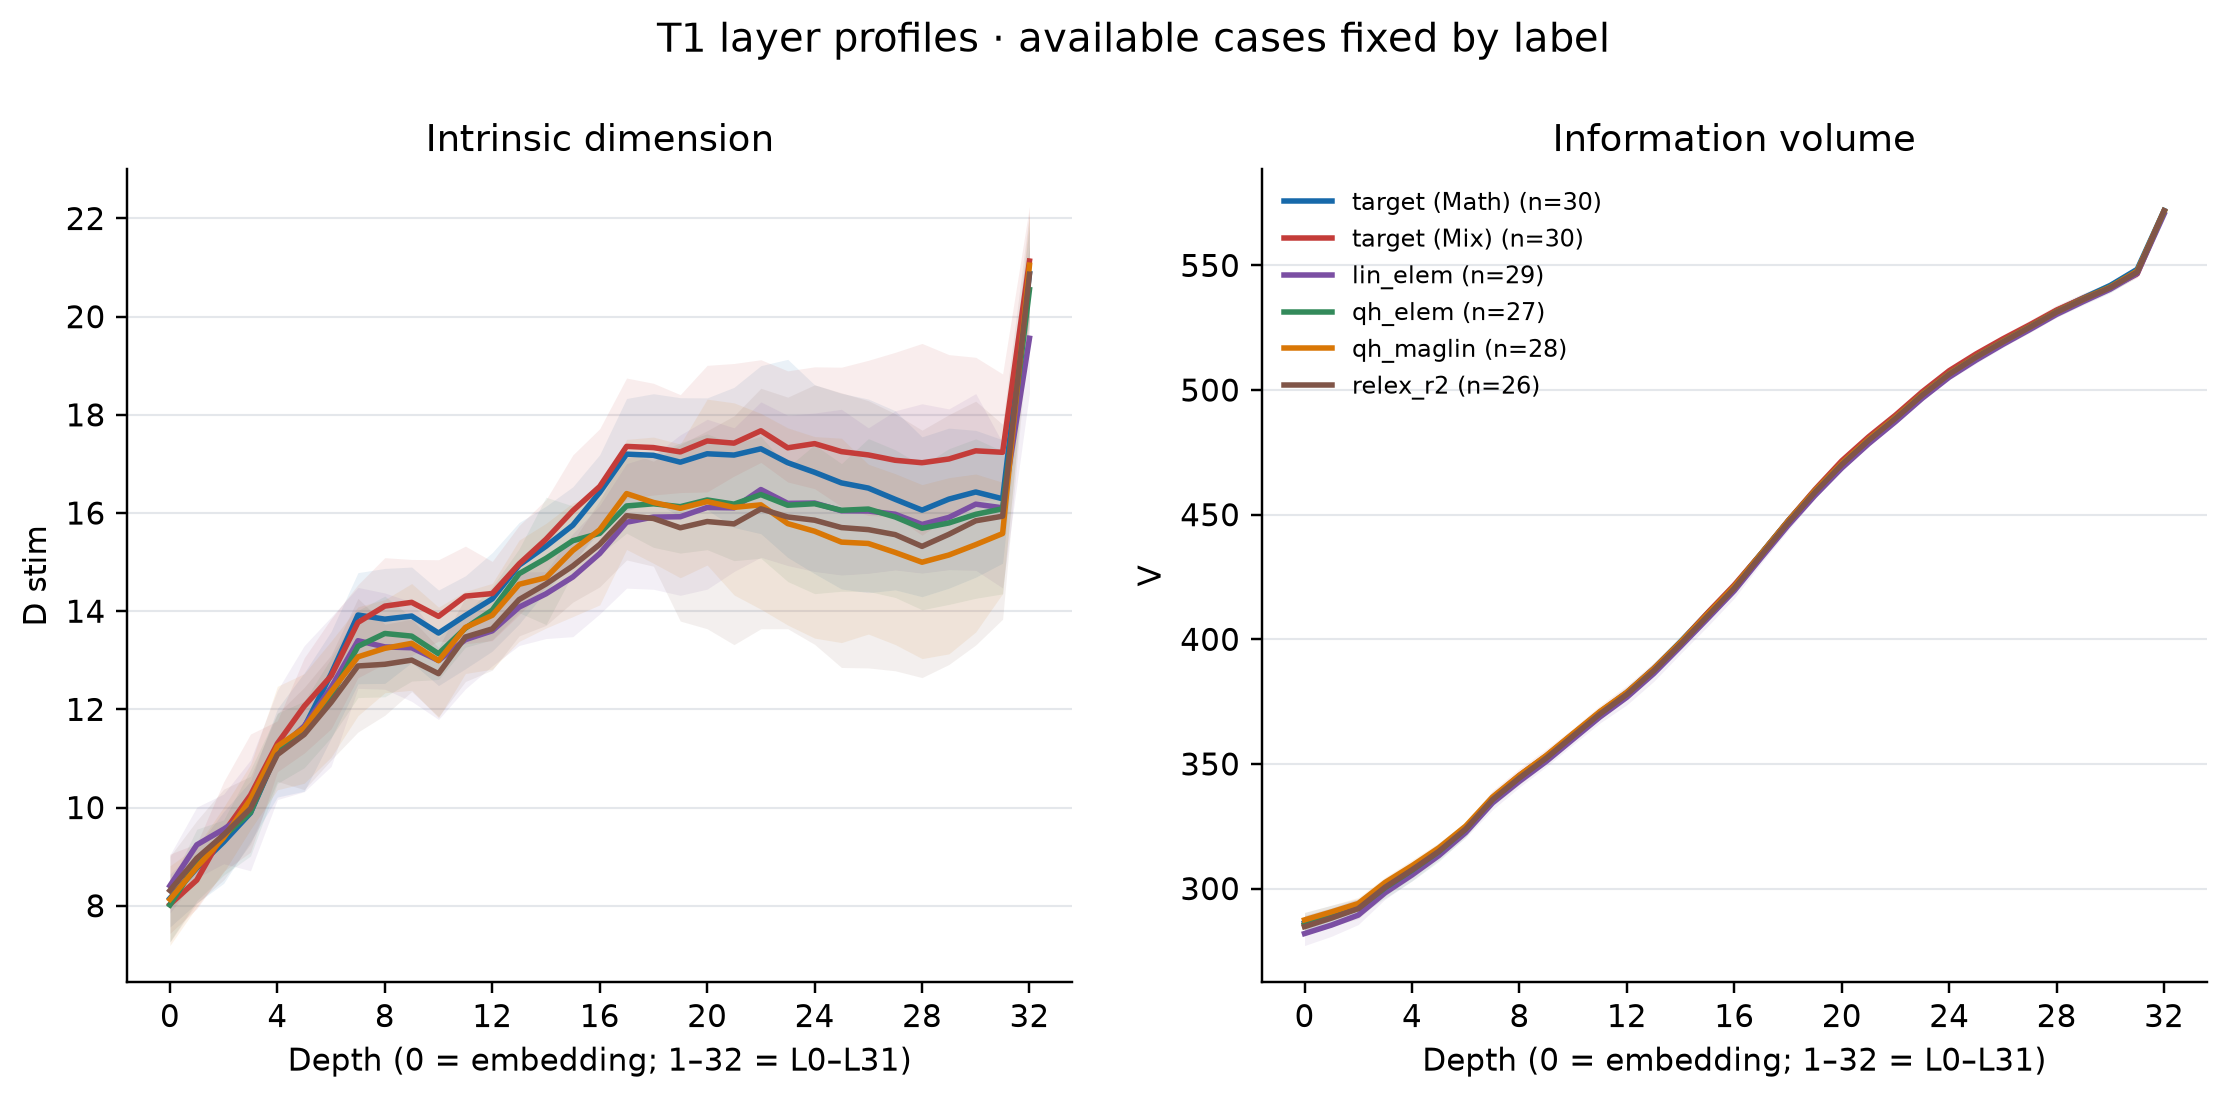 T1 layer profiles · available cases fixed by label
Intrinsic dimension
D stim
22
20
18
16
14
12
10
8
0 4 8 12 16 20 24 28 32
Depth (0 = embedding; 1–32 = L0–L31)
Information volume
V
550
500
450
400
350
300
target (Math) (n=30)
target (Mix) (n=30)
lin_elem (n=29)
qh_elem (n=27)
qh_maglin (n=28)
relex_r2 (n=26)
0 4 8 12 16 20 24 28 32
Depth (0 = embedding; 1–32 = L0–L31)